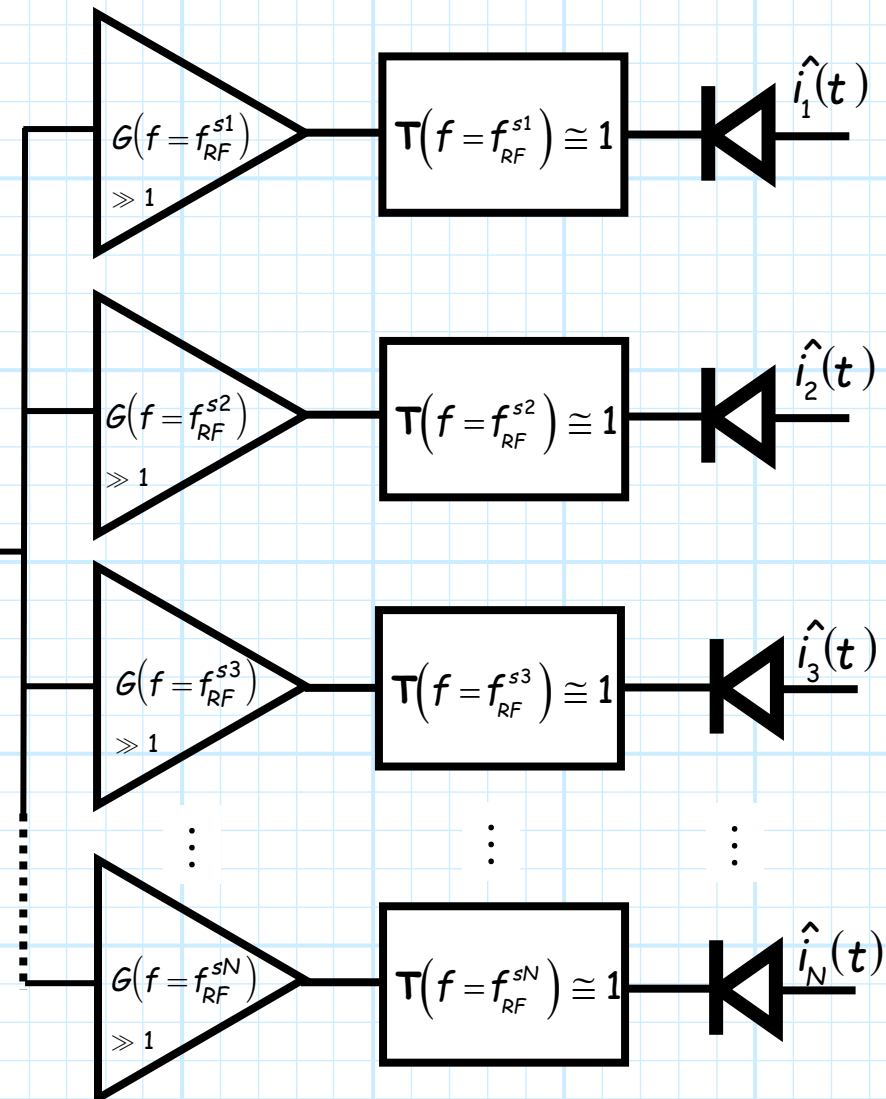 G(f = f_RF^s1)
≫ 1
T(f = f_RF^s1) ≅ 1
î_1(t)
G(f = f_RF^s2)
≫ 1
T(f = f_RF^s2) ≅ 1
î_2(t)
G(f = f_RF^s3)
≫ 1
T(f = f_RF^s3) ≅ 1
î_3(t)
⋮ ⋮ ⋮
G(f = f_RF^sN)
≫ 1
T(f = f_RF^sN) ≅ 1
î_N(t)